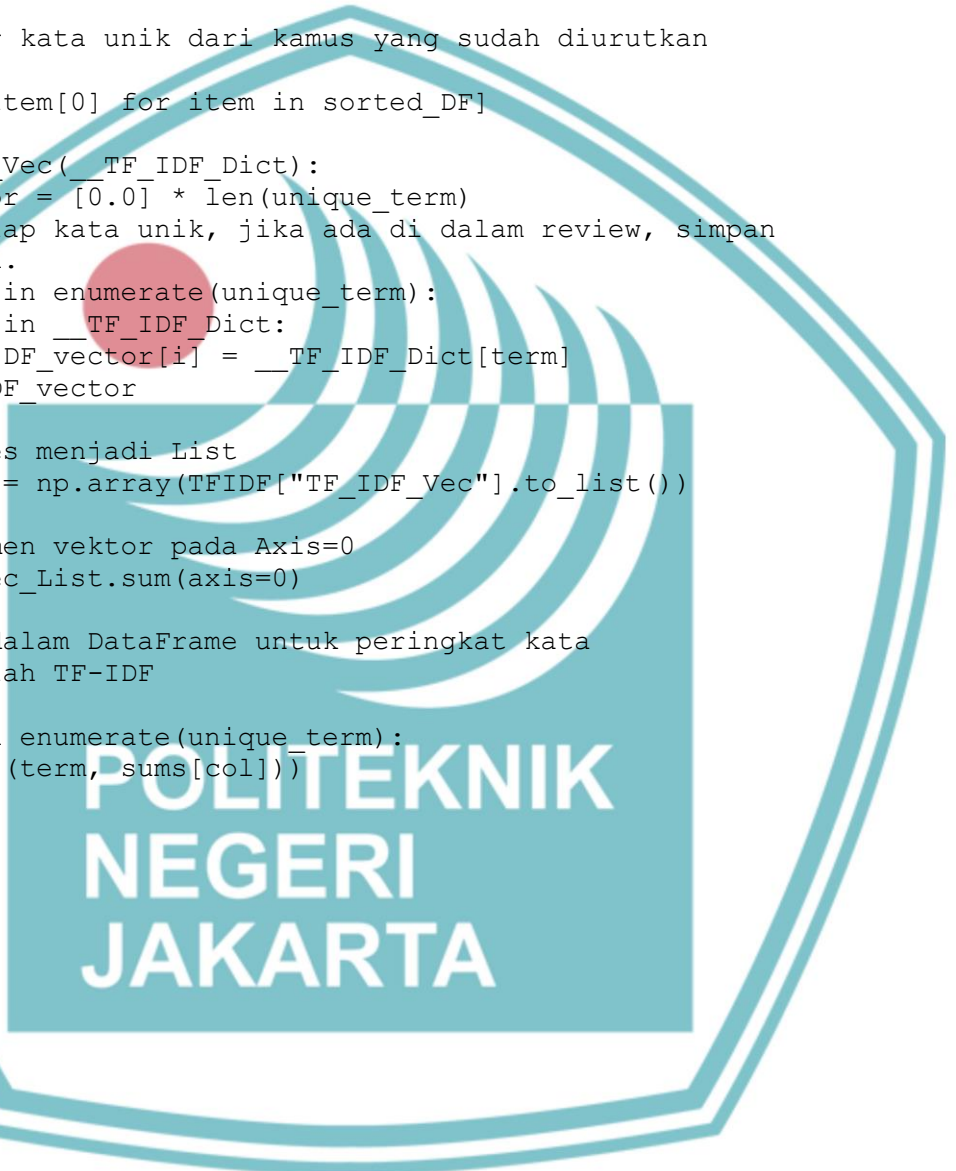 kata unik dari kamus yang sudah diurutkan
tem[0] for item in sorted_DF]
Vec(__TF_IDF_Dict):
r = [0.0] * len(unique_term)
ap kata unik, jika ada di dalam review, simpan
.
in enumerate(unique_term):
in __TF_IDF_Dict:
DF_vector[i] = __TF_IDF_Dict[term]
F_vector
s menjadi List
= np.array(TFIDF["TF_IDF_Vec"].to_list())
en vektor pada Axis=0
c_List.sum(axis=0)
alam DataFrame untuk peringkat kata
ah TF-IDF
enumerate(unique_term):
(term, sums[col]))
POLITEKNIK
NEGERI
JAKARTA